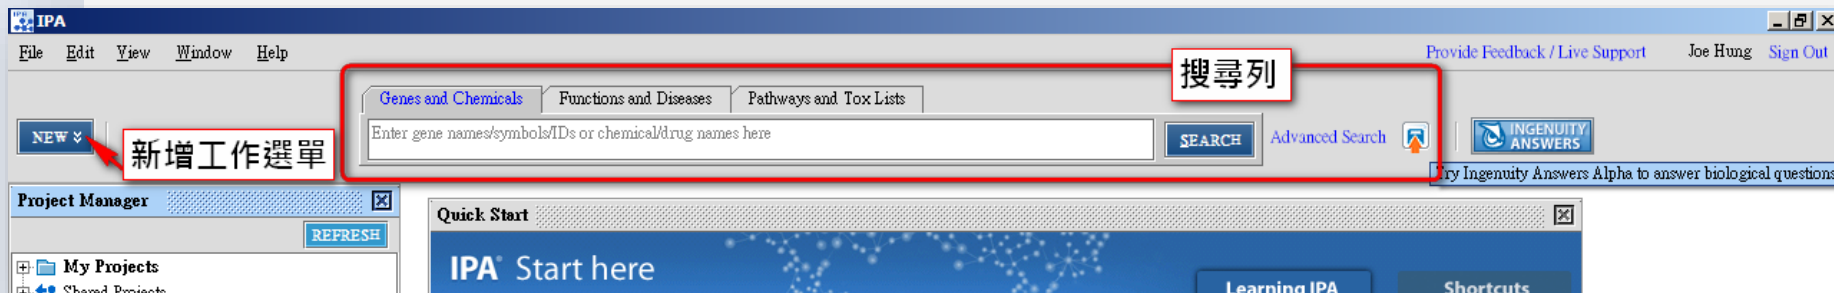 IPA
File Edit View Window Help
Provide Feedback / Live Support Joe Hung Sign Out
搜尋列
Genes and Chemicals Functions and Diseases Pathways and Tox Lists
Enter gene names/symbols/IDs or chemical/drug names here
SEARCH Advanced Search
INGENUITY
ANSWERS
NEW
新增工作選單
Try Ingenuity Answers Alpha to answer biological questions
Project Manager
REFRESH
My Projects
Shared Projects
Quick Start
IPA® Start here
Learning IPA
Shortcuts